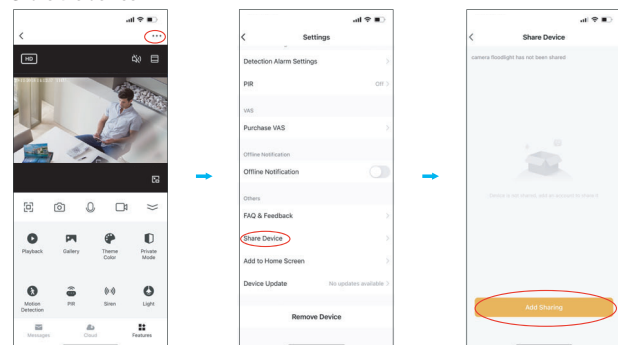 HD
Playback
Gallery
Theme Color
Private Mode
Motion Detection
PIR
Siren
Light
Messages
Cloud
Features
Settings
Detection Alarm Settings
PIR
Off
VAS
Purchase VAS
Offline Notification
Offline Notification
Others
FAQ & Feedback
Share Device
Add to Home Screen
Device Update
No updates available
Remove Device
Share Device
camera floodlight has not been shared
Add Sharing